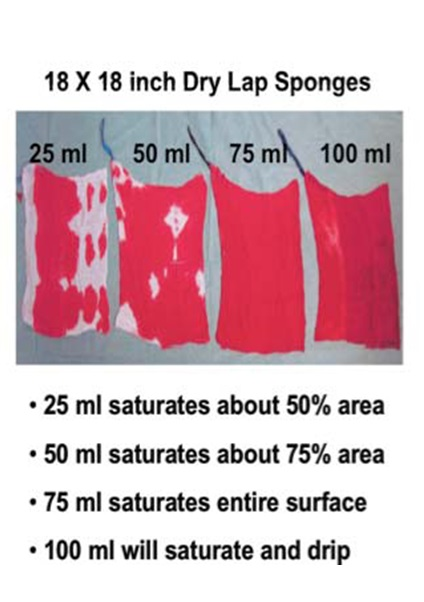 18 X 18 inch Dry Lap Sponges
25 ml 50 ml 75 ml 100 ml
• 25 ml saturates about 50% area
• 50 ml saturates about 75% area
• 75 ml saturates entire surface
• 100 ml will saturate and drip